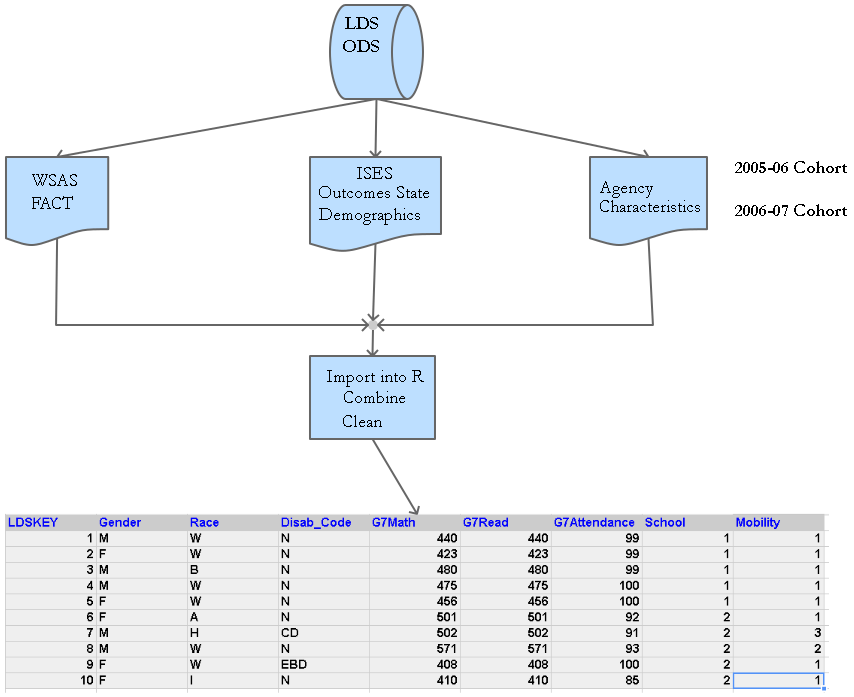 LDS
ODS
WSAS
FACT
ISES
Outcomes State
Demographics
Agency
Characteristics
2005-06 Cohort
2006-07 Cohort
Import into R
Combine
Clean
LDSKEY Gender Race Disab_Code G7Math G7Read G7Attendance School Mobility
1 M W N 440 440 99 1 1
2 F W N 423 423 99 1 1
3 M B N 480 480 99 1 1
4 M W N 475 475 100 1 1
5 F W N 456 456 100 1 1
6 F A N 501 501 92 2 1
7 M H CD 502 502 91 2 3
8 M W N 571 571 93 2 2
9 F W EBD 408 408 100 2 1
10 F I N 410 410 85 2 1